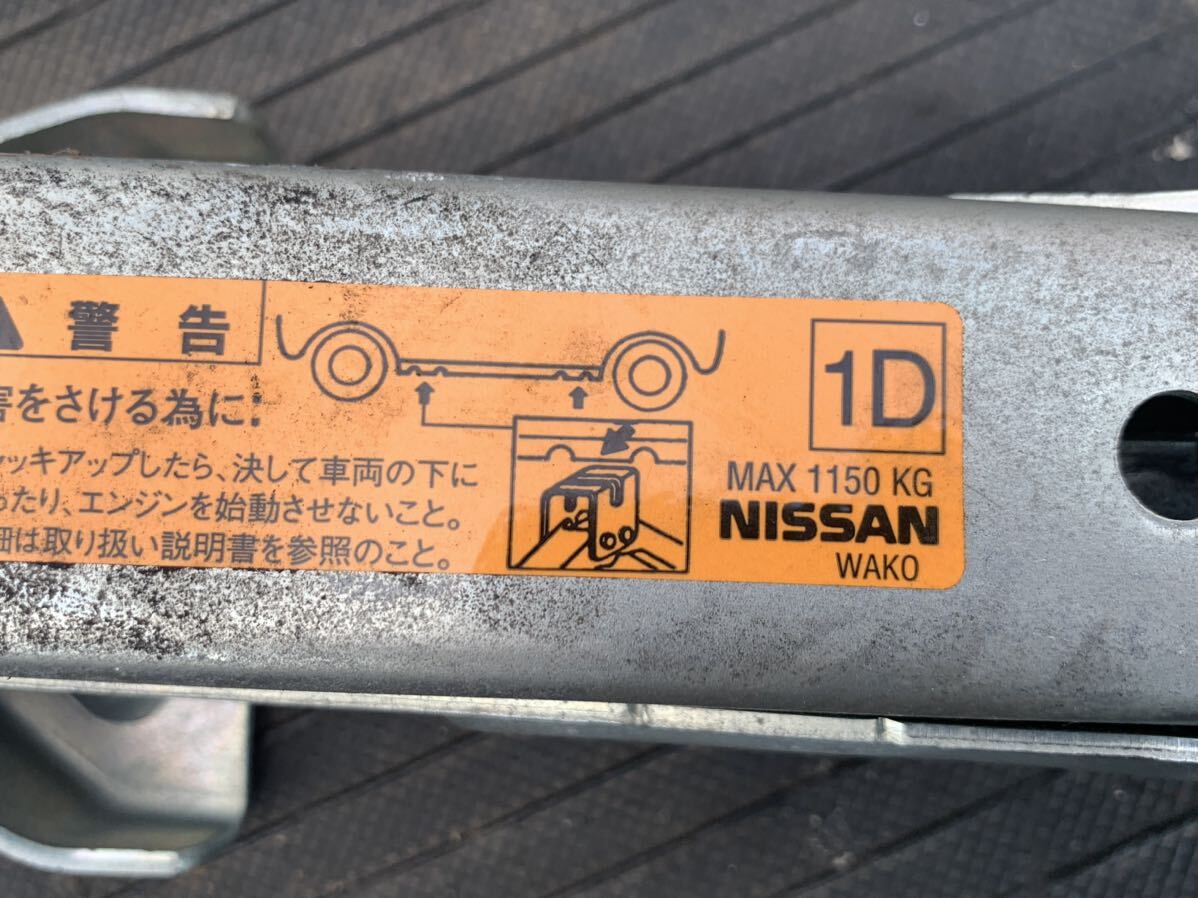 警告
害をさける為に:
ッキアップしたら、決して車両の下に
ったり、エンジンを始動させないこと。
細は取り扱い説明書を参照のこと。
1D
MAX 1150 KG
NISSAN
WAKO